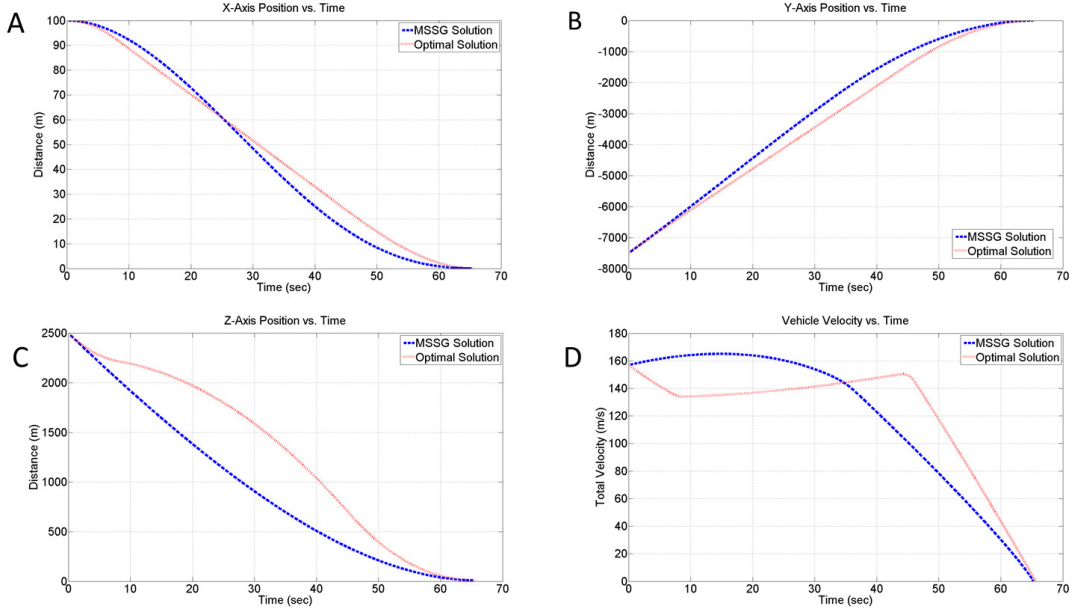 A
X-Axis Position vs. Time
100
90
80
70
60
50
40
30
20
10
0
Distance (m)
MSSG Solution
Optimal Solution
0 10 20 30 40 50 60 70
Time (sec)
B
Y-Axis Position vs. Time
0
-1000
-2000
-3000
-4000
-5000
-6000
-7000
-8000
Distance (m)
MSSG Solution
Optimal Solution
0 10 20 30 40 50 60 70
Time (sec)
C
Z-Axis Position vs. Time
2500
2000
1500
1000
500
0
Distance (m)
MSSG Solution
Optimal Solution
0 10 20 30 40 50 60 70
Time (sec)
D
Vehicle Velocity vs. Time
180
160
140
120
100
80
60
40
20
0
Total Velocity (m/s)
MSSG Solution
Optimal Solution
0 10 20 30 40 50 60 70
Time (sec)